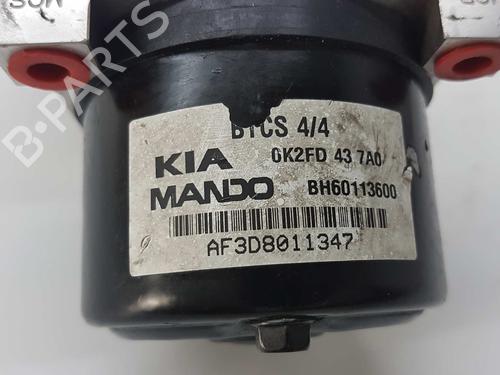 BTCS 4/4
KIA 0K2FD 43 7A0
MANDO BH60113600
AF3D8011347
B-PARTS